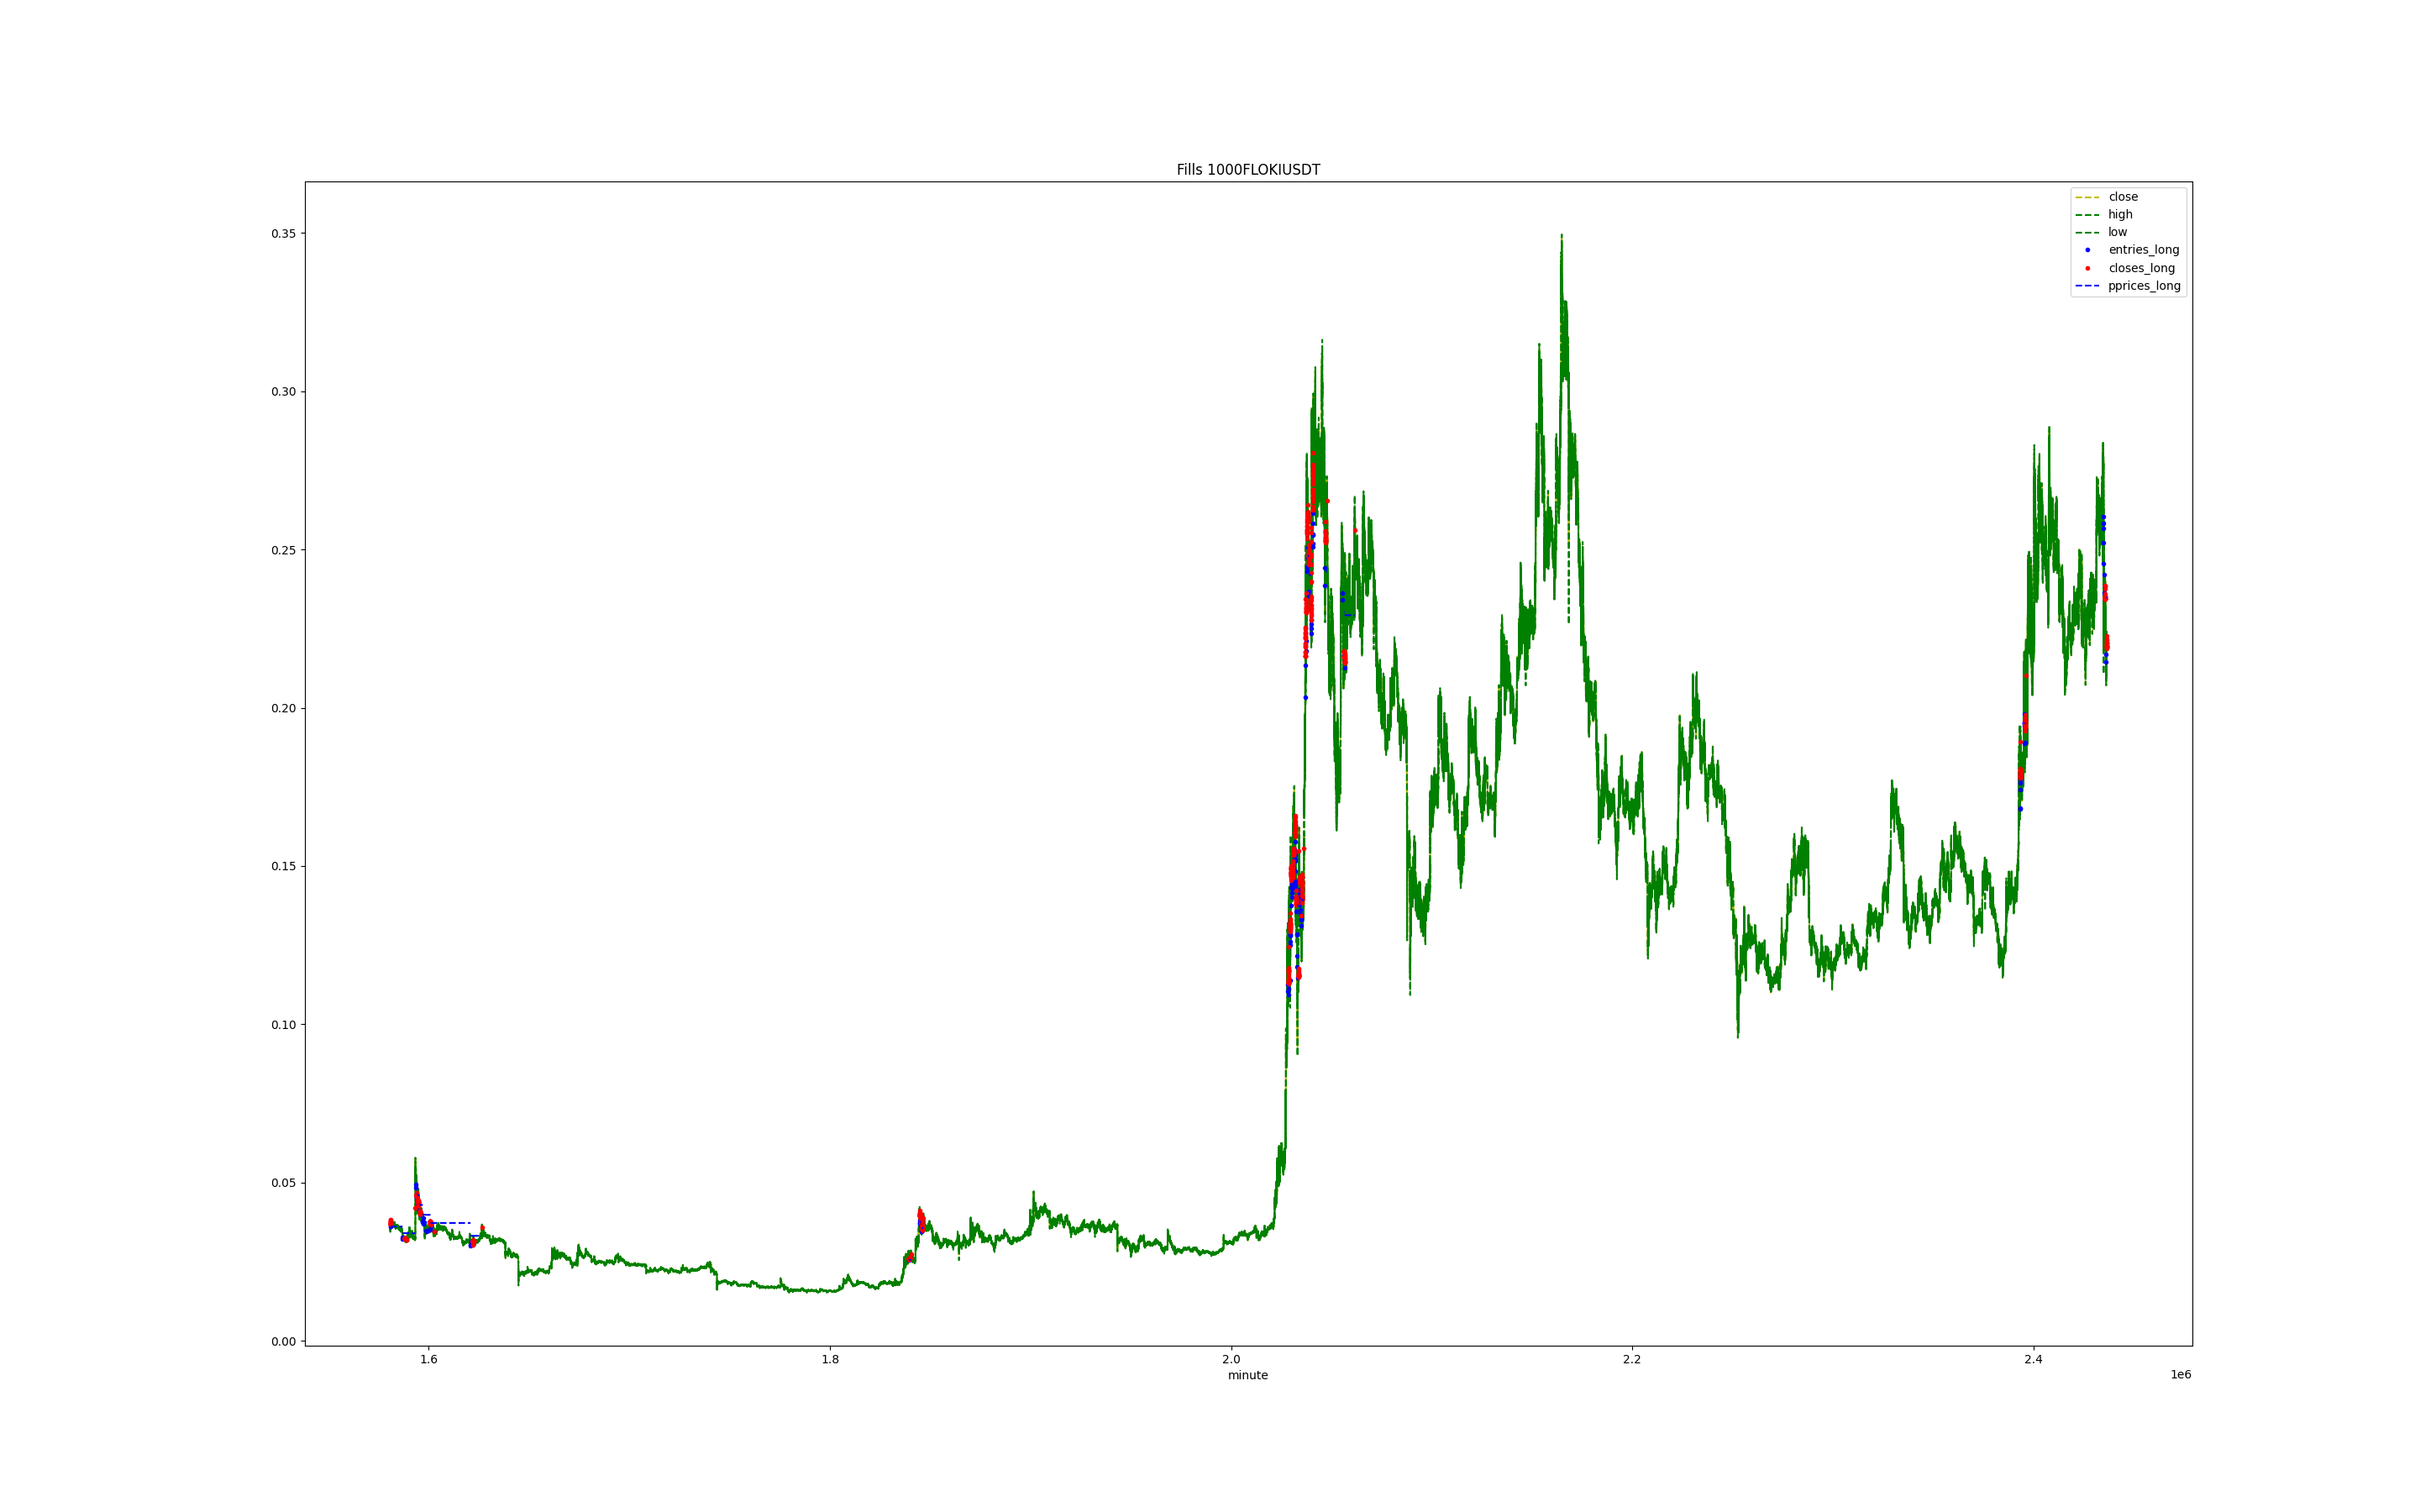 Fills 1000FLOKIUSDT
close
high
low
entries_long
closes_long
pprices_long
0.35
0.30
0.25
0.20
0.15
0.10
0.05
0.00
1.6 1.8 2.0 2.2 2.4
minute 1e6